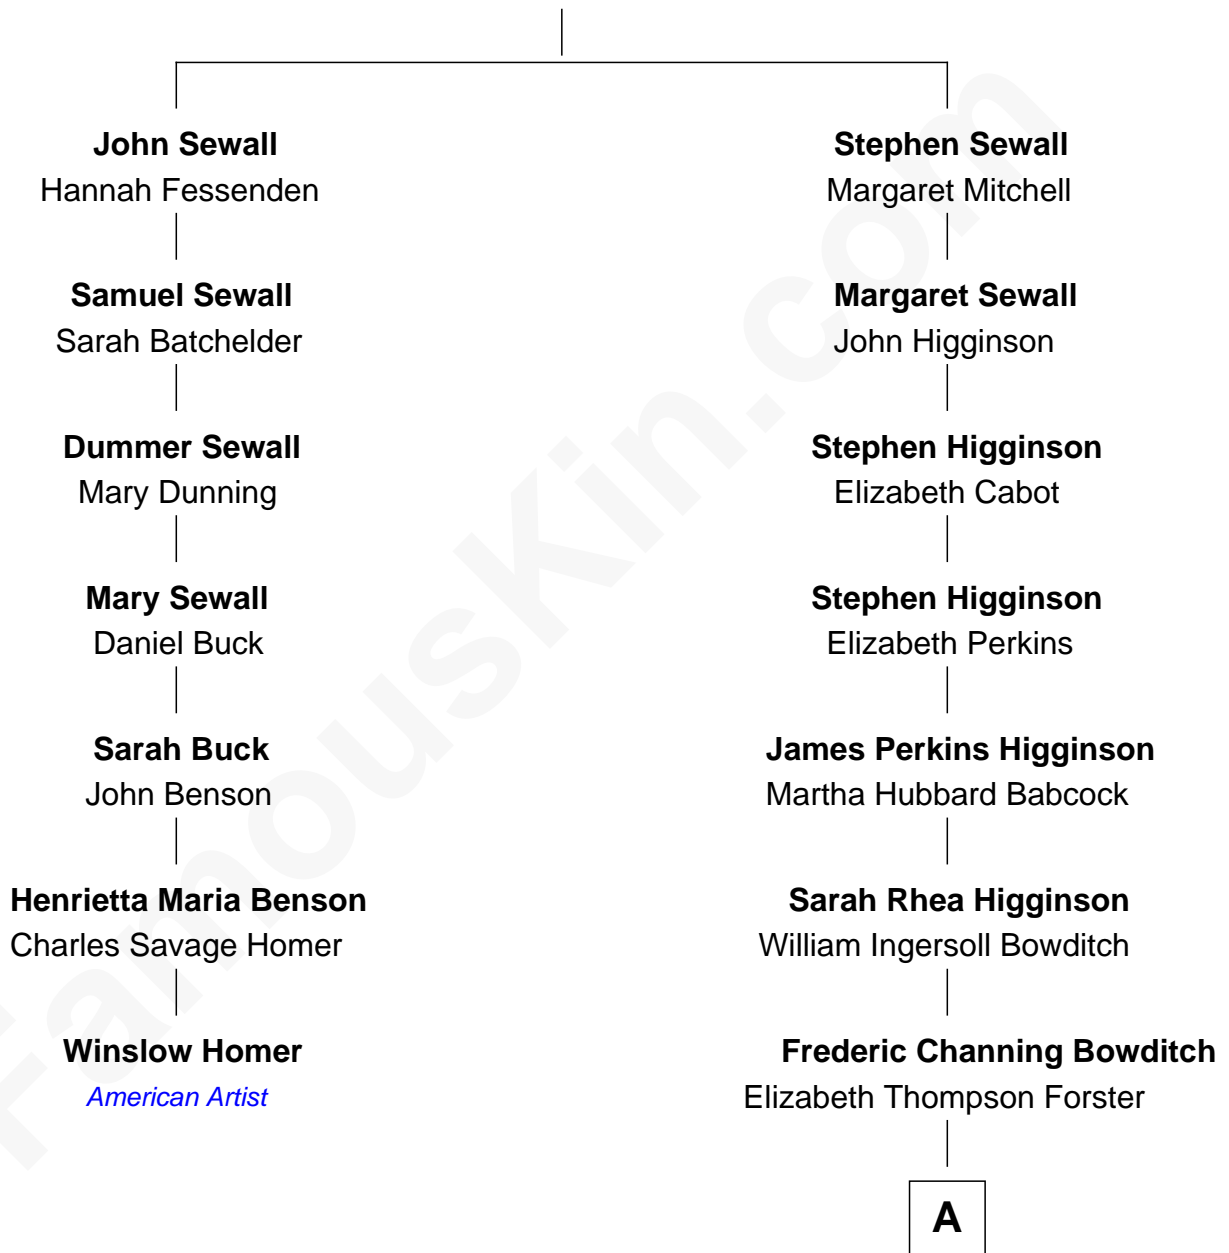 John Sewall
Hannah Fessenden
Samuel Sewall
Sarah Batchelder
Dummer Sewall
Mary Dunning
Mary Sewall
Daniel Buck
Sarah Buck
John Benson
Henrietta Maria Benson
Charles Savage Homer
Winslow Homer
American Artist
Stephen Sewall
Margaret Mitchell
Margaret Sewall
John Higginson
Stephen Higginson
Elizabeth Cabot
Stephen Higginson
Elizabeth Perkins
James Perkins Higginson
Martha Hubbard Babcock
Sarah Rhea Higginson
William Ingersoll Bowditch
Frederic Channing Bowditch
Elizabeth Thompson Forster
A
FamousKin.com